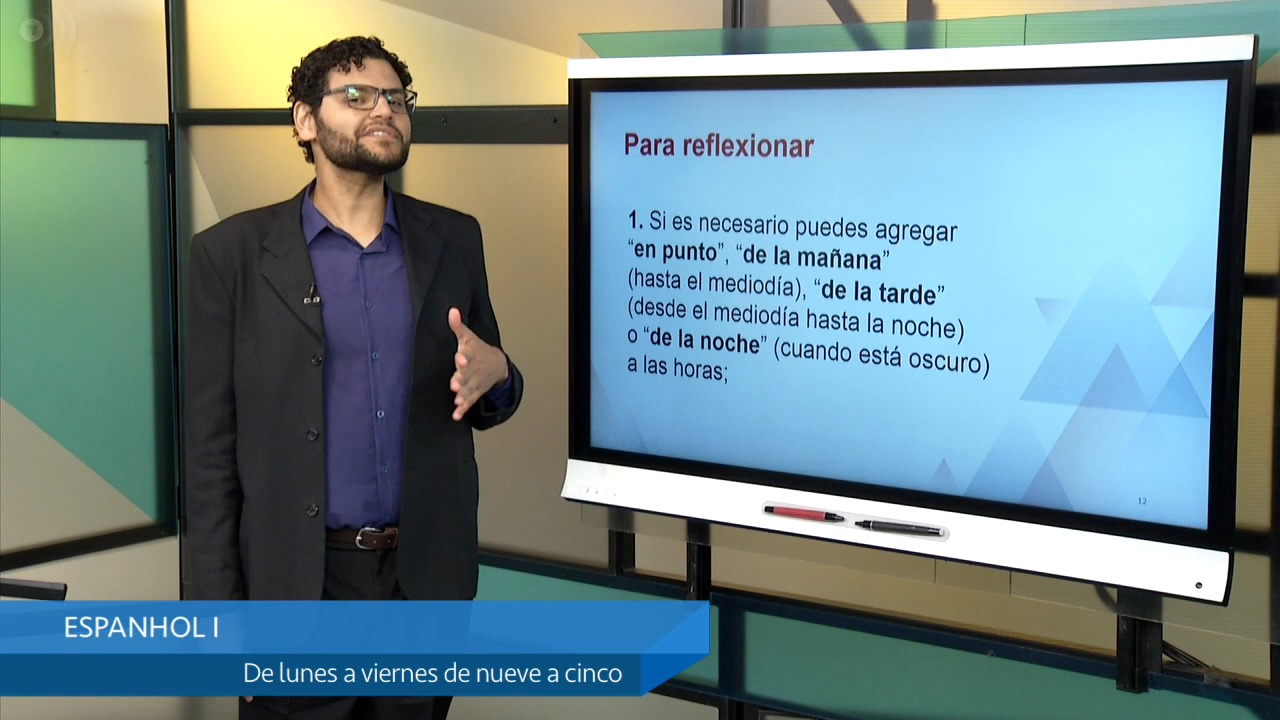 Para reflexionar
1. Si es necesario puedes agregar
“en punto”, “de la mañana”
(hasta el mediodía), “de la tarde”
(desde el mediodía hasta la noche)
o “de la noche” (cuando está oscuro)
a las horas;
12
ESPANHOL I
De lunes a viernes de nueve a cinco